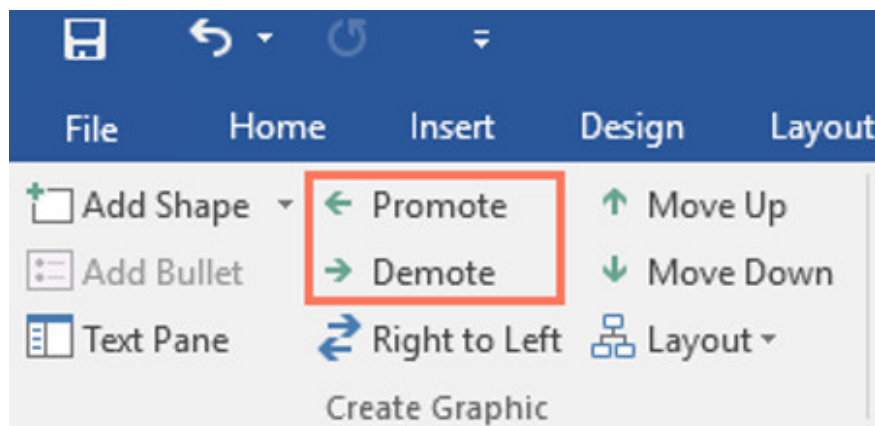 File Home Insert Design Layout
Add Shape Promote Move Up
Add Bullet Demote Move Down
Text Pane Right to Left Layout
Create Graphic